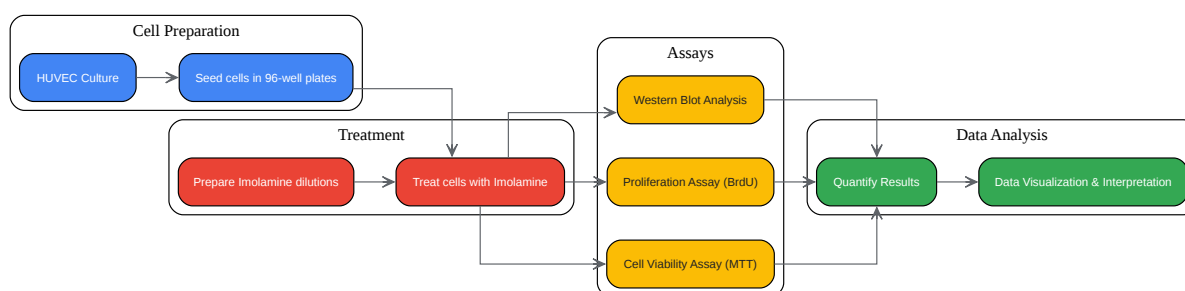 Cell Preparation
HUVEC Culture
Seed cells in 96-well plates
Treatment
Prepare Imolamine dilutions
Treat cells with Imolamine
Assays
Western Blot Analysis
Proliferation Assay (BrdU)
Cell Viability Assay (MTT)
Data Analysis
Quantify Results
Data Visualization & Interpretation